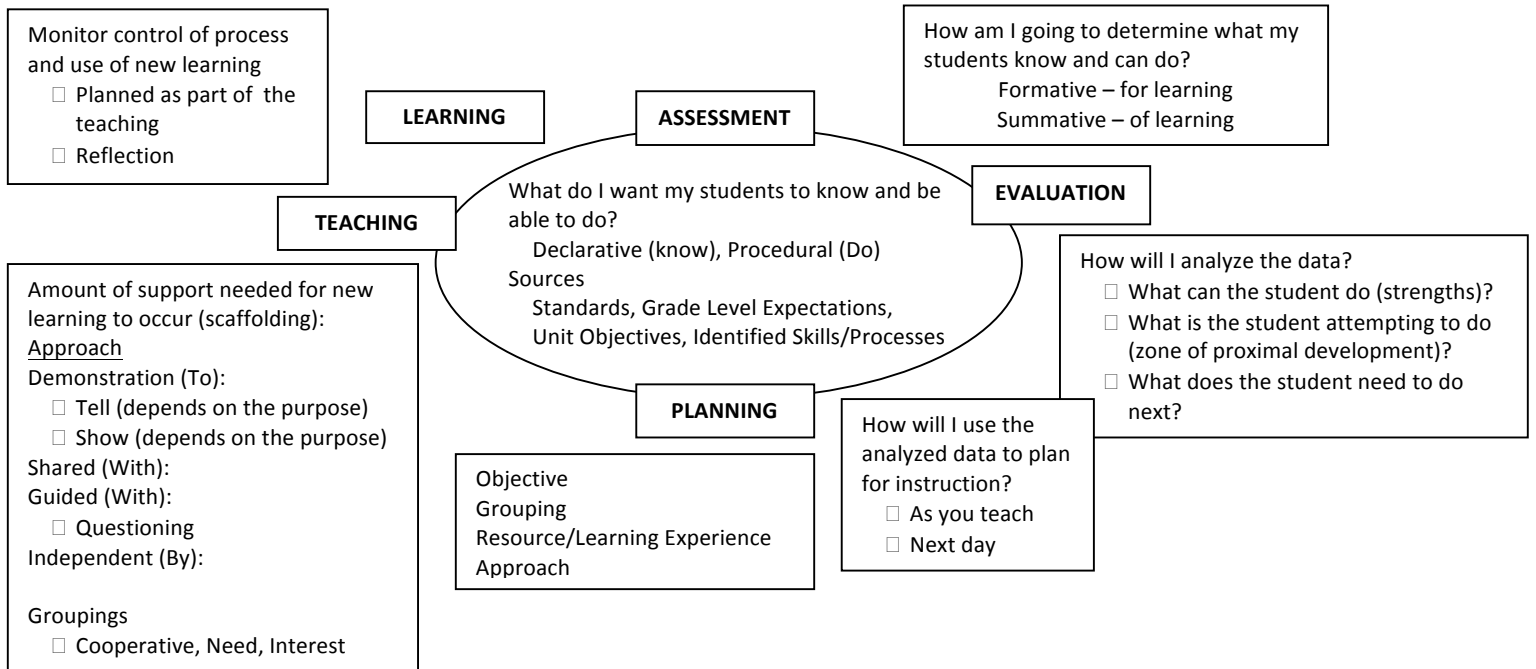 Monitor control of process
and use of new learning
☐ Planned as part of the
teaching
☐ Reflection
LEARNING
ASSESSMENT
How am I going to determine what my
students know and can do?
Formative – for learning
Summative – of learning
TEACHING
What do I want my students to know and be
able to do?
Declarative (know), Procedural (Do)
Sources
Standards, Grade Level Expectations,
Unit Objectives, Identified Skills/Processes
EVALUATION
How will I analyze the data?
☐ What can the student do (strengths)?
☐ What is the student attempting to do
(zone of proximal development)?
☐ What does the student need to do
next?
Amount of support needed for new
learning to occur (scaffolding):
Approach
Demonstration (To):
☐ Tell (depends on the purpose)
☐ Show (depends on the purpose)
Shared (With):
Guided (With):
☐ Questioning
Independent (By):
Groupings
☐ Cooperative, Need, Interest
PLANNING
Objective
Grouping
Resource/Learning Experience
Approach
How will I use the
analyzed data to plan
for instruction?
☐ As you teach
☐ Next day